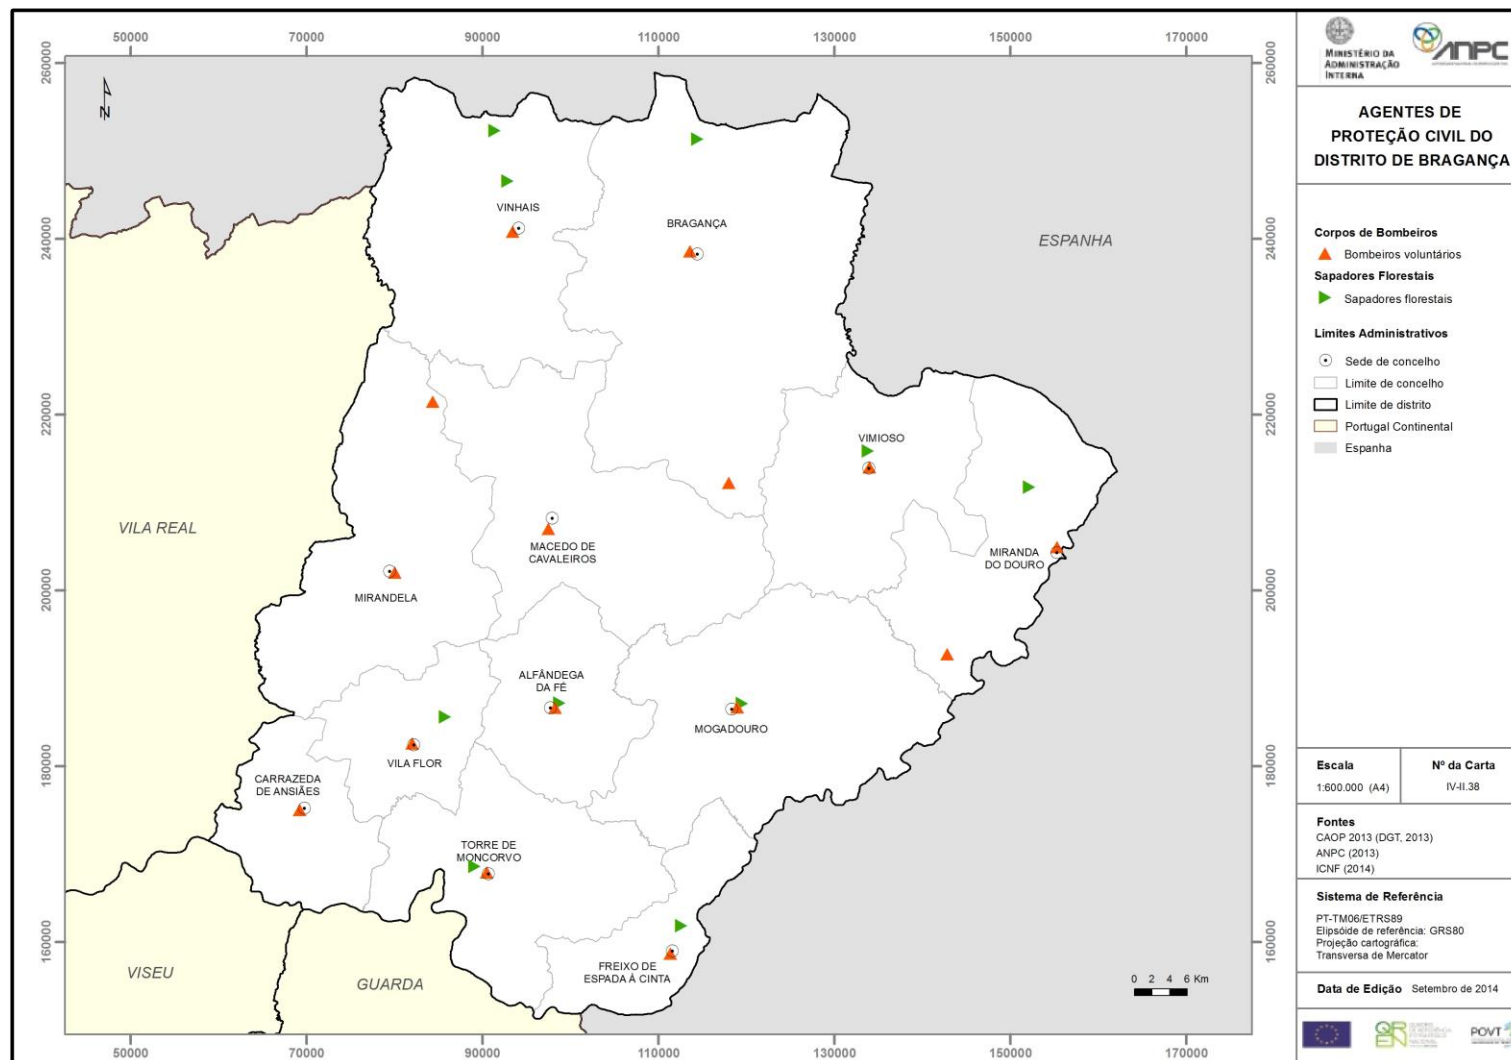 50000 70000 90000 110000 130000 150000 170000
260000 260000
240000 240000
220000 220000
200000 200000
180000 180000
160000 160000
N
VINHAIS
BRAGANÇA
ESPANHA
VIMIOSO
VILA REAL
MACEDO DE
CAVALEIROS
MIRANDA
DO DOURO
MIRANDELA
ALFÂNDEGA
DA FÉ
MOGADOURO
VILA FLOR
CARRAZEDA
DE ANSIÃES
TORRE DE
MONCORVO
FREIXO DE
ESPADA À CINTA
VISEU
GUARDA
0 2 4 6 Km
50000 70000 90000 110000 130000 150000 170000
MINISTÉRIO DA
ADMINISTRAÇÃO
INTERNA
ANPC
AGENTES DE
PROTEÇÃO CIVIL DO
DISTRITO DE BRAGANÇA
Corpos de Bombeiros
Bombeiros voluntários
Sapadores Florestais
Sapadores florestais
Limites Administrativos
Sede de concelho
Limite de concelho
Limite de distrito
Portugal Continental
Espanha
Escala
1:600.000 (A4)
Nº da Carta
IV-II.38
Fontes
CAOP 2013 (DGT, 2013)
ANPC (2013)
ICNF (2014)
Sistema de Referência
PT-TM06/ETRS89
Elipsóide de referência: GRS80
Projeção cartográfica:
Transversa de Mercator
Data de Edição Setembro de 2014
QREN
POVT